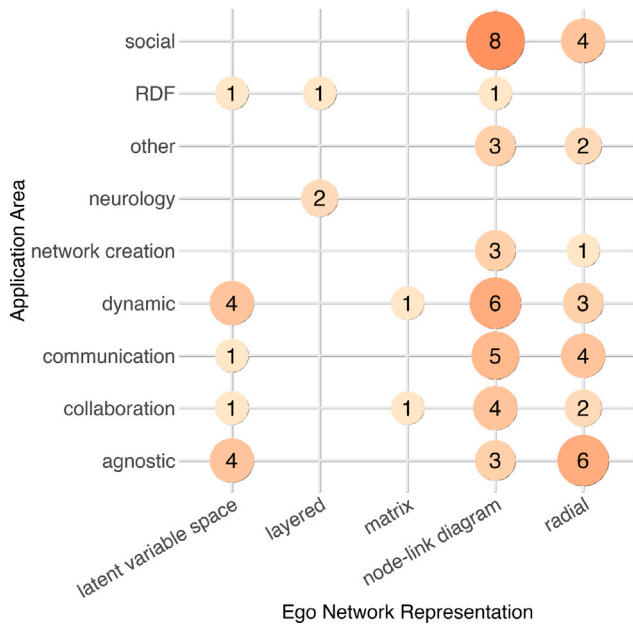 social 8 4
RDF 1 1 1
other 3 2
neurology 2
network creation 3 1
dynamic 4 1 6 3
communication 1 5 4
collaboration 1 1 4 2
agnostic 4 3 6
Application Area
latent variable space
layered
matrix
node-link diagram
radial
Ego Network Representation